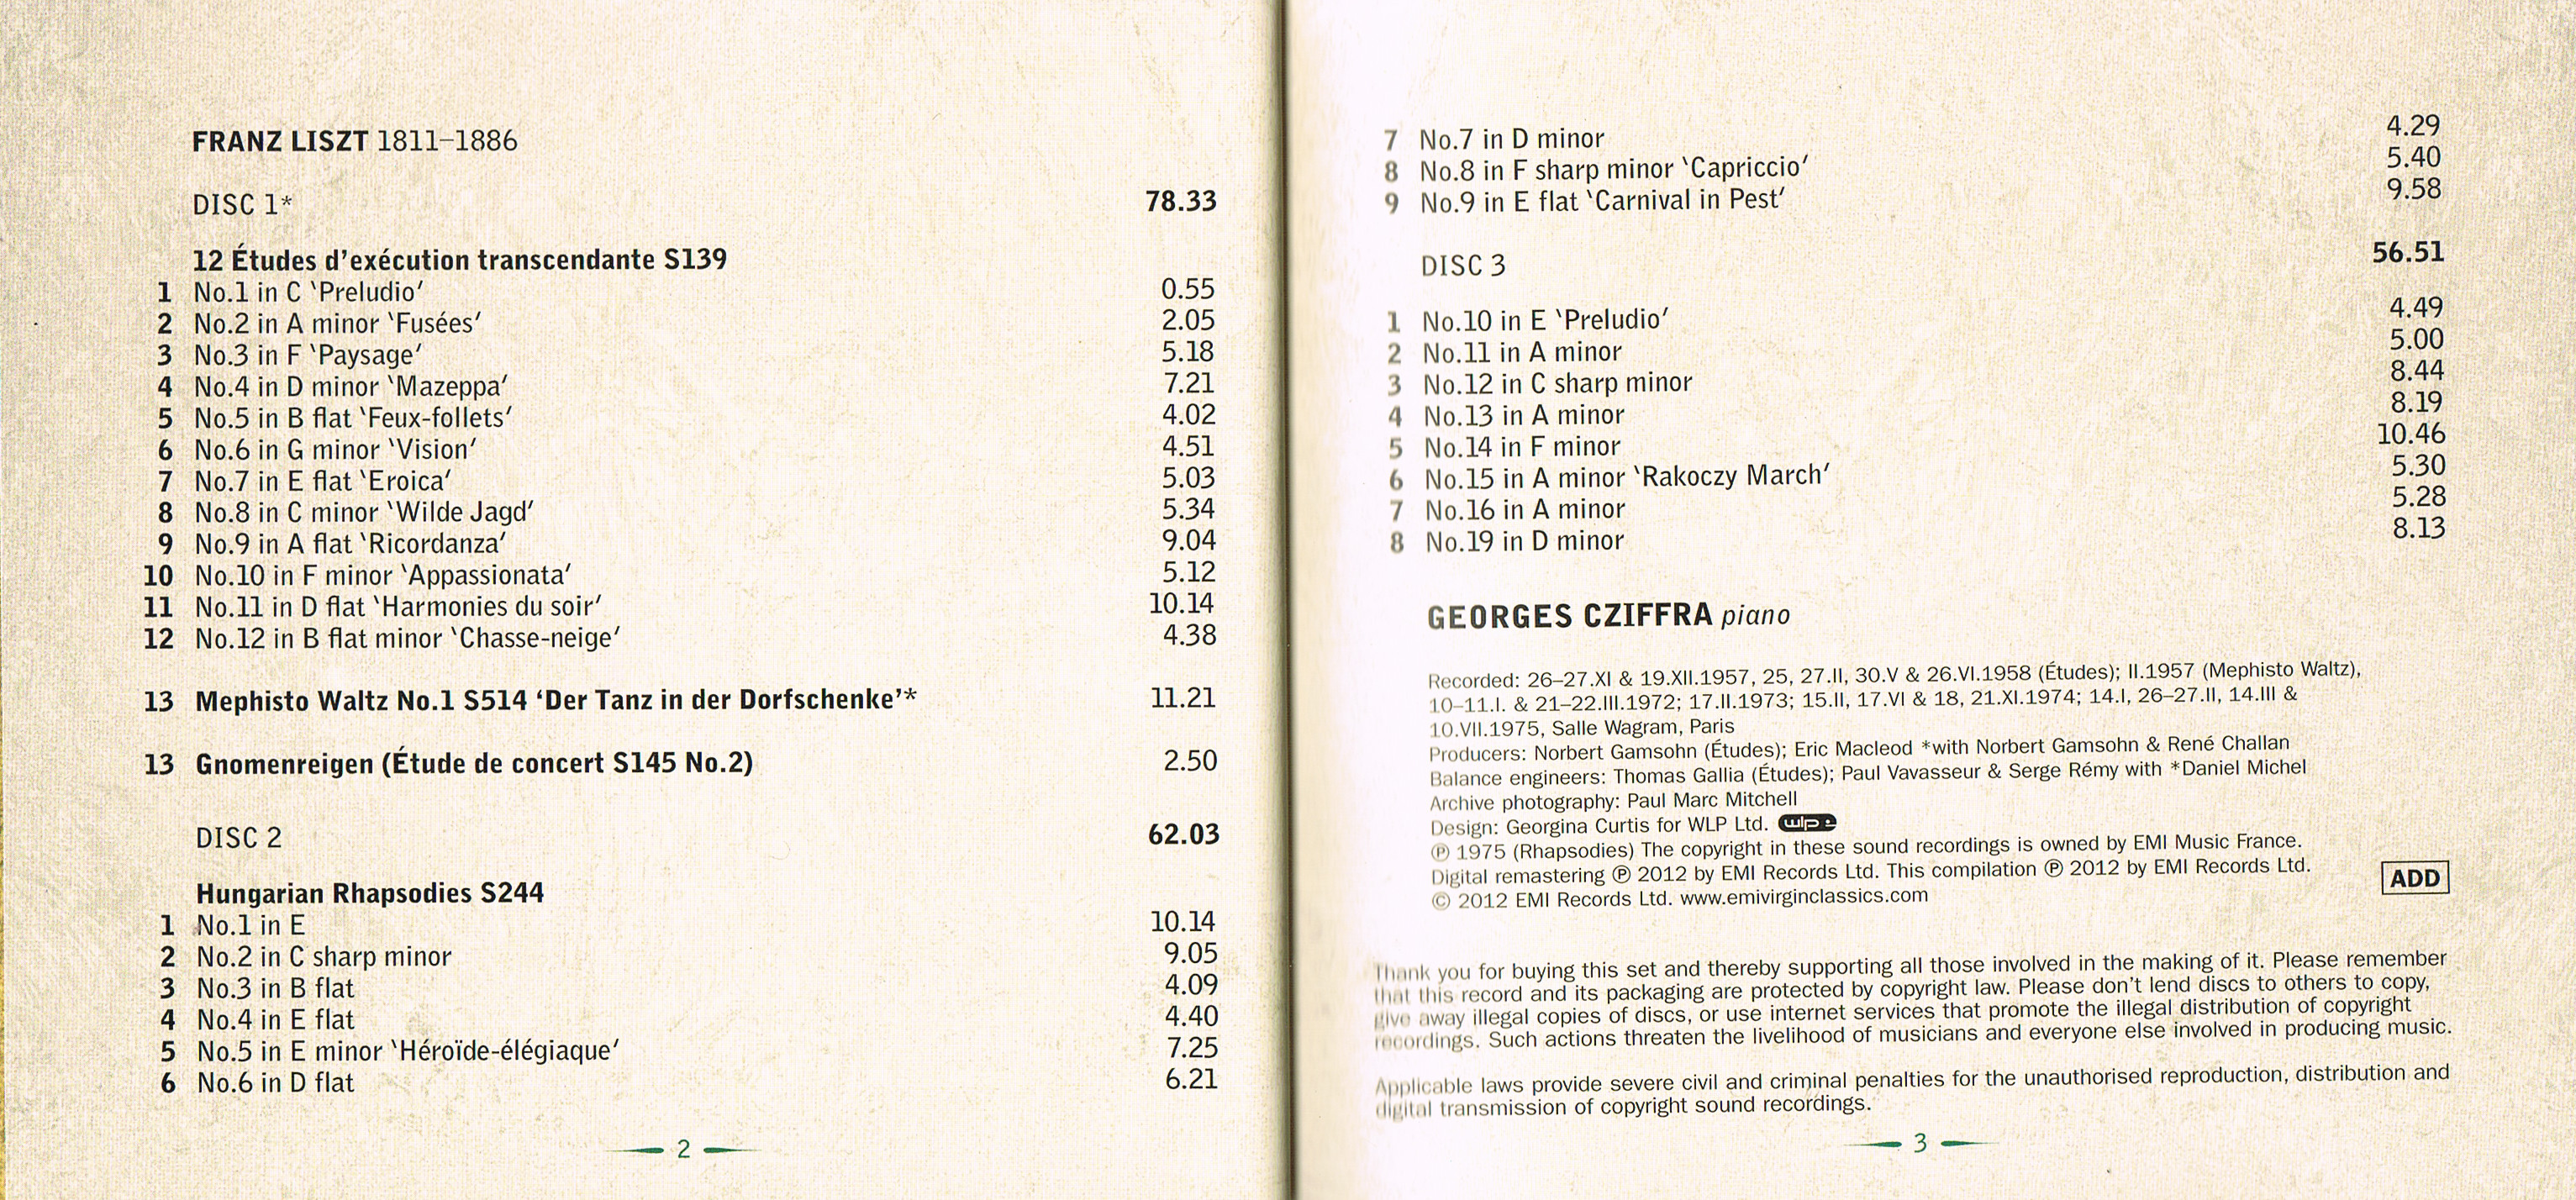 FRANZ LISZT 1811–1886
DISC 1* 78.33
12 Études d’exécution transcendante S139
1 No.1 in C ‘Preludio’ 0.55
2 No.2 in A minor ‘Fusées’ 2.05
3 No.3 in F ‘Paysage’ 5.18
4 No.4 in D minor ‘Mazeppa’ 7.21
5 No.5 in B flat ‘Feux-follets’ 4.02
6 No.6 in G minor ‘Vision’ 4.51
7 No.7 in E flat ‘Eroica’ 5.03
8 No.8 in C minor ‘Wilde Jagd’ 5.34
9 No.9 in A flat ‘Ricordanza’ 9.04
10 No.10 in F minor ‘Appassionata’ 5.12
11 No.11 in D flat ‘Harmonies du soir’ 10.14
12 No.12 in B flat minor ‘Chasse-neige’ 4.38
13 Mephisto Waltz No.1 S514 ‘Der Tanz in der Dorfschenke’* 11.21
13 Gnomenreigen (Étude de concert S145 No.2) 2.50
DISC 2 62.03
Hungarian Rhapsodies S244
1 No.1 in E 10.14
2 No.2 in C sharp minor 9.05
3 No.3 in B flat 4.09
4 No.4 in E flat 4.40
5 No.5 in E minor ‘Héroïde-élégiaque’ 7.25
6 No.6 in D flat 6.21
2
7 No.7 in D minor 4.29
8 No.8 in F sharp minor ‘Capriccio’ 5.40
9 No.9 in E flat ‘Carnival in Pest’ 9.58
DISC 3 56.51
1 No.10 in E ‘Preludio’ 4.49
2 No.11 in A minor 5.00
3 No.12 in C sharp minor 8.44
4 No.13 in A minor 8.19
5 No.14 in F minor 10.46
6 No.15 in A minor ‘Rakoczy March’ 5.30
7 No.16 in A minor 5.28
8 No.19 in D minor 8.13
GEORGES CZIFFRA piano
Recorded: 26–27.XI & 19.XII.1957, 25, 27.II, 30.V & 26.VI.1958 (Études); II.1957 (Mephisto Waltz),
10–11.I. & 21–22.III.1972; 17.II.1973; 15.II, 17.VI & 18, 21.XI.1974; 14.I, 26–27.II, 14.III &
10.VII.1975, Salle Wagram, Paris
Producers: Norbert Gamsohn (Études); Eric Macleod *with Norbert Gamsohn & René Challan
Balance engineers: Thomas Gallia (Études); Paul Vavasseur & Serge Rémy with *Daniel Michel
Archive photography: Paul Marc Mitchell
Design: Georgina Curtis for WLP Ltd. wlp
℗ 1975 (Rhapsodies) The copyright in these sound recordings is owned by EMI Music France.
Digital remastering ℗ 2012 by EMI Records Ltd. This compilation ℗ 2012 by EMI Records Ltd.
© 2012 EMI Records Ltd. www.emivirginclassics.com
ADD
Thank you for buying this set and thereby supporting all those involved in the making of it. Please remember
that this record and its packaging are protected by copyright law. Please don’t lend discs to others to copy,
give away illegal copies of discs, or use internet services that promote the illegal distribution of copyright
recordings. Such actions threaten the livelihood of musicians and everyone else involved in producing music.
Applicable laws provide severe civil and criminal penalties for the unauthorised reproduction, distribution and
digital transmission of copyright sound recordings.
3